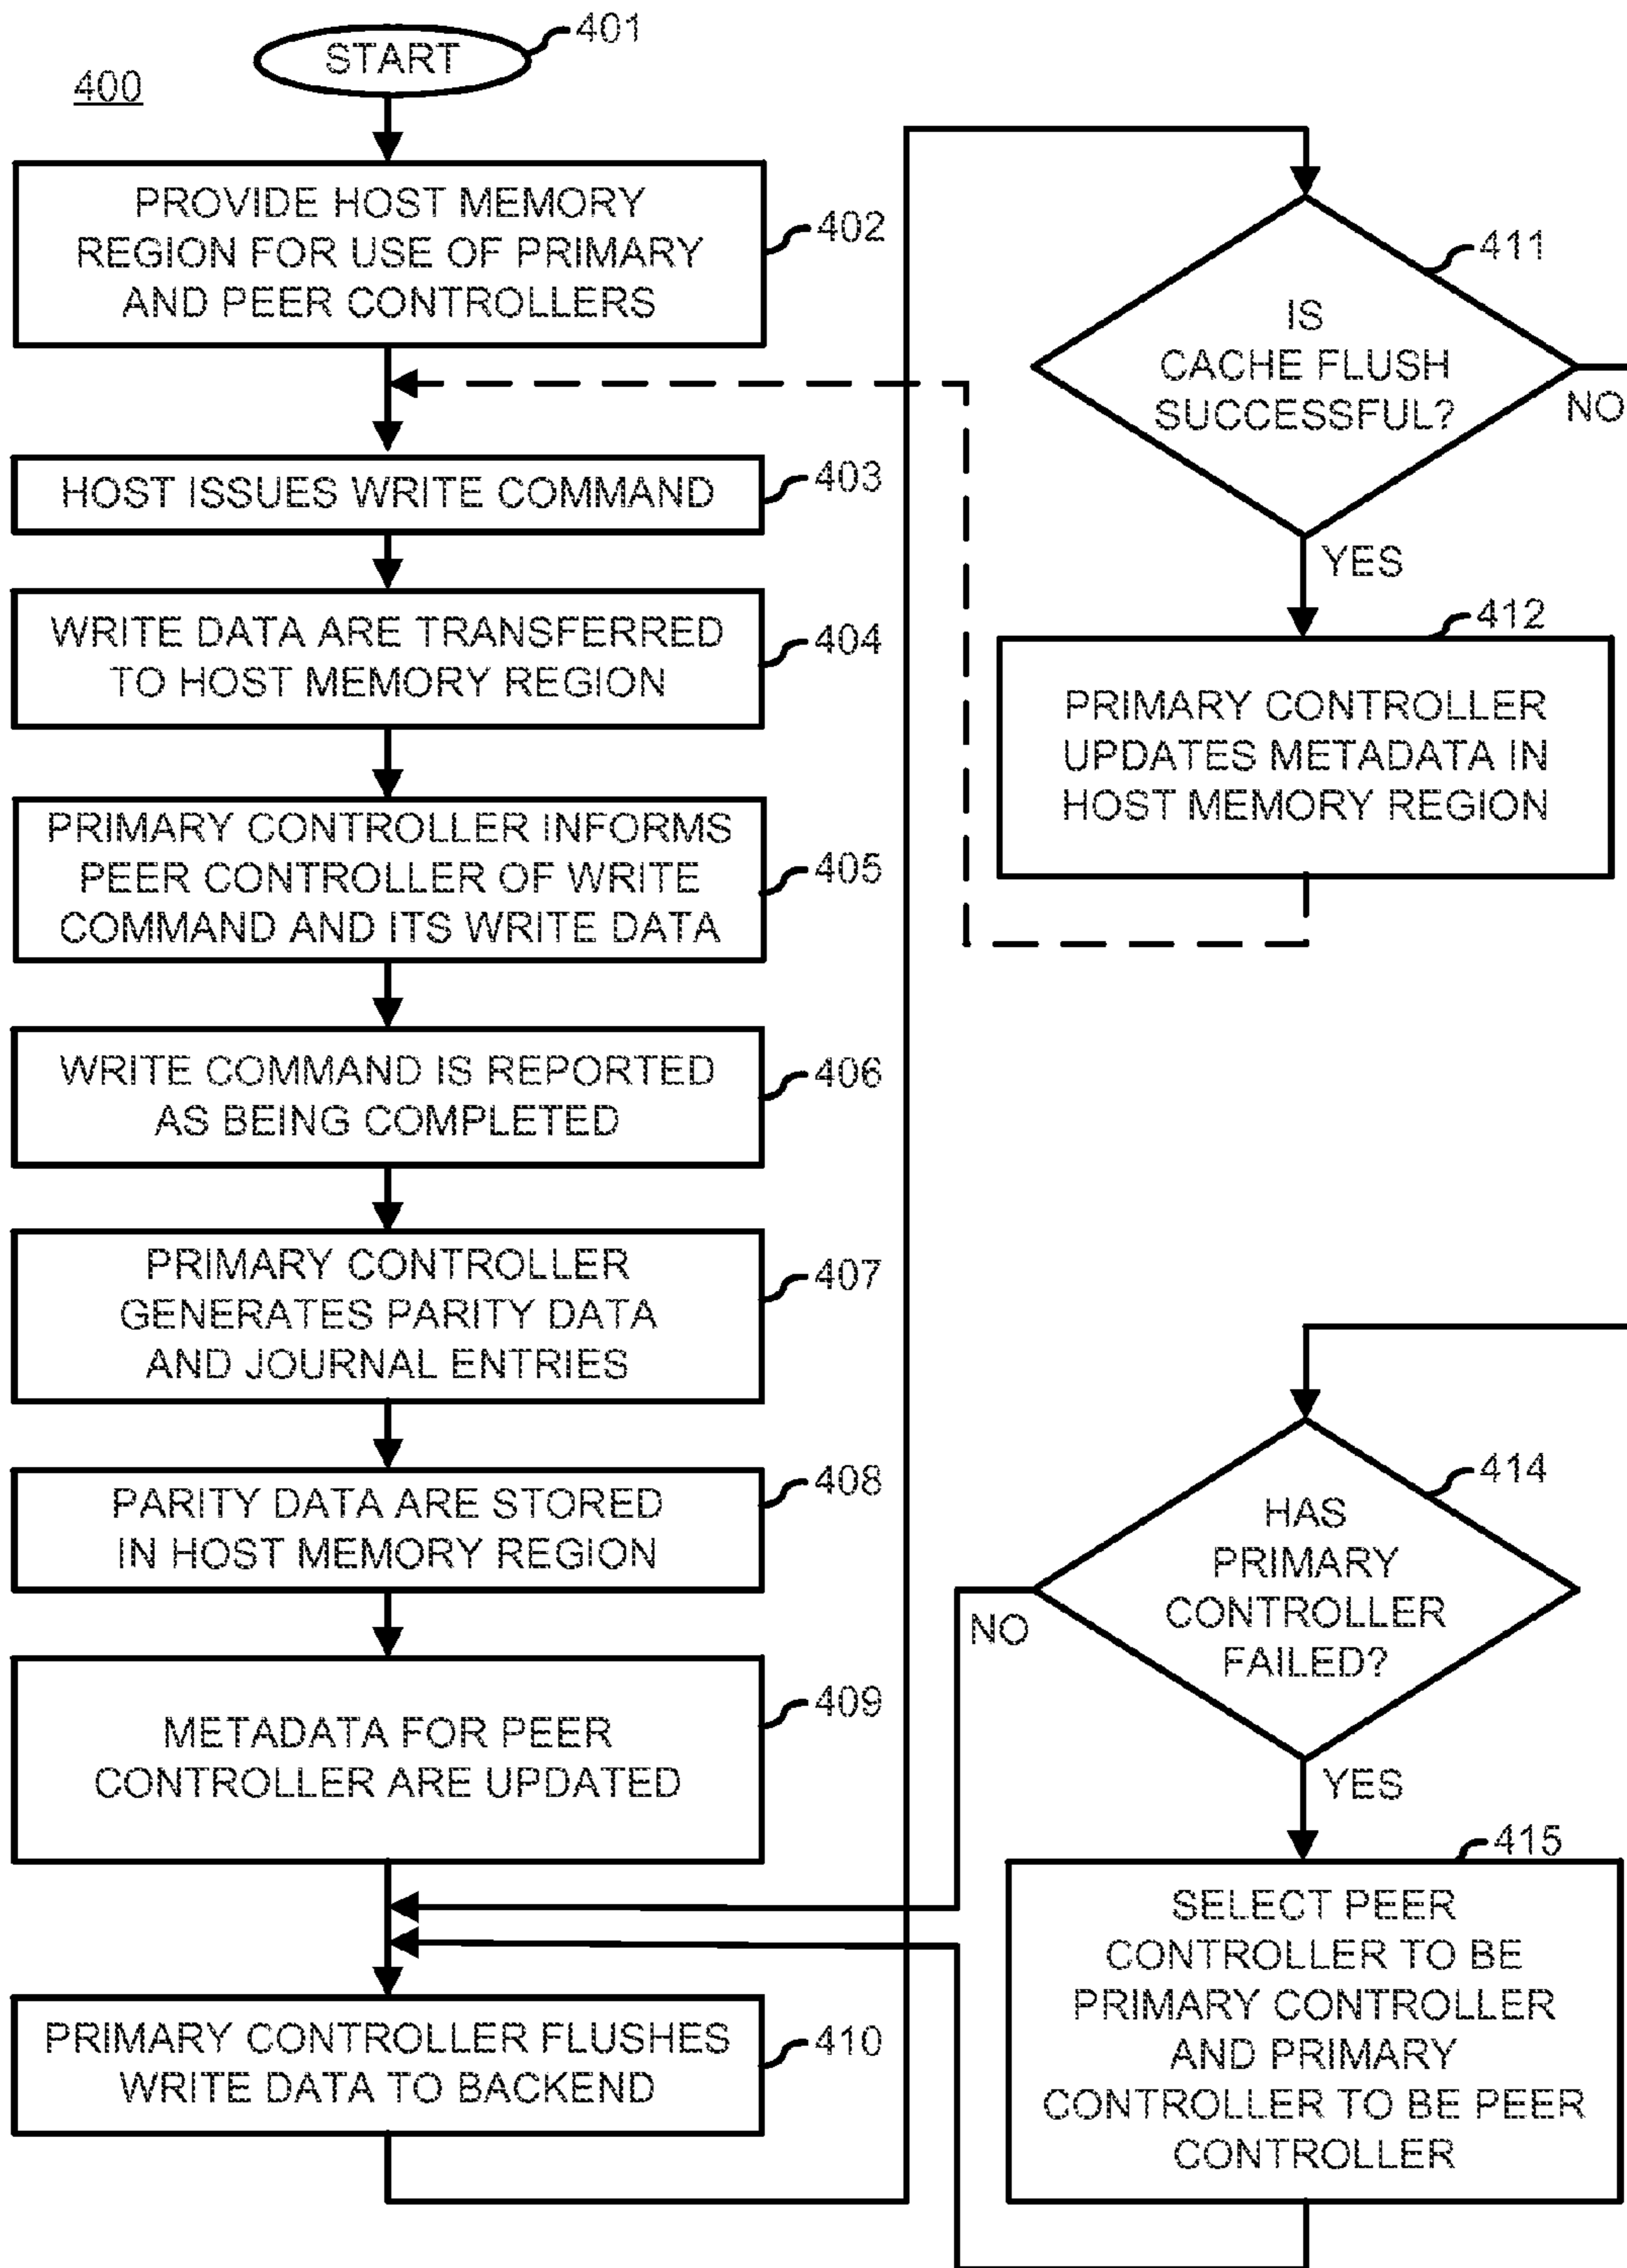 400
START
401
PROVIDE HOST MEMORY
REGION FOR USE OF PRIMARY
AND PEER CONTROLLERS
402
HOST ISSUES WRITE COMMAND
403
WRITE DATA ARE TRANSFERRED
TO HOST MEMORY REGION
404
PRIMARY CONTROLLER INFORMS
PEER CONTROLLER OF WRITE
COMMAND AND ITS WRITE DATA
405
WRITE COMMAND IS REPORTED
AS BEING COMPLETED
406
PRIMARY CONTROLLER
GENERATES PARITY DATA
AND JOURNAL ENTRIES
407
PARITY DATA ARE STORED
IN HOST MEMORY REGION
408
METADATA FOR PEER
CONTROLLER ARE UPDATED
409
PRIMARY CONTROLLER FLUSHES
WRITE DATA TO BACKEND
410
IS
CACHE FLUSH
SUCCESSFUL?
411
NO
YES
412
PRIMARY CONTROLLER
UPDATES METADATA IN
HOST MEMORY REGION
HAS
PRIMARY
CONTROLLER
FAILED?
414
NO
YES
415
SELECT PEER
CONTROLLER TO BE
PRIMARY CONTROLLER
AND PRIMARY
CONTROLLER TO BE PEER
CONTROLLER